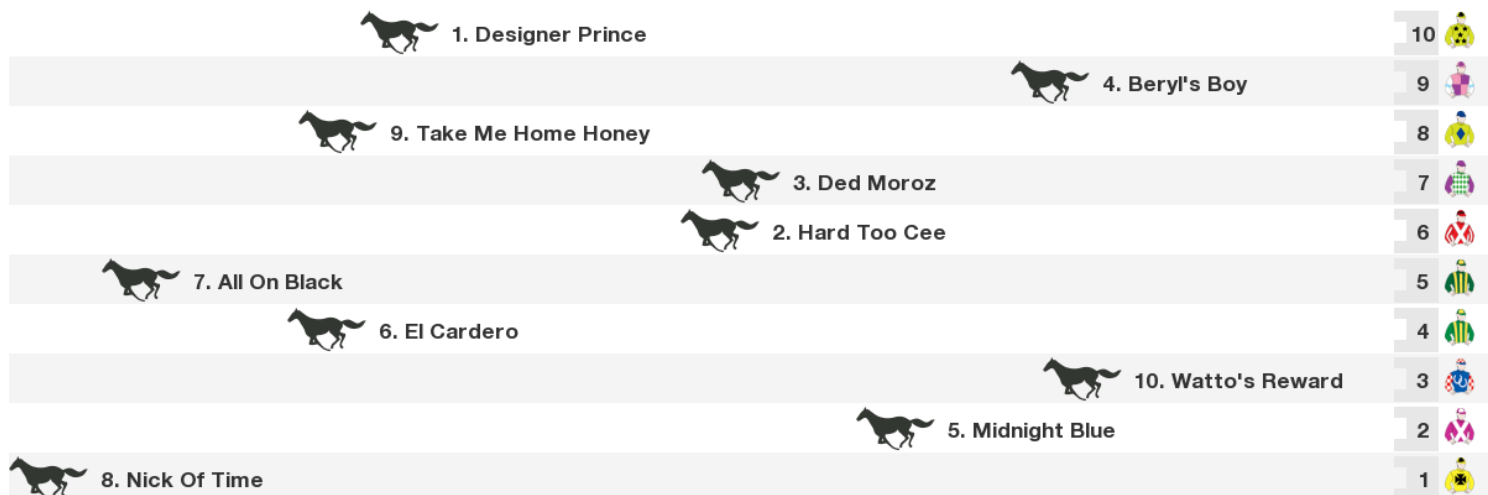 1. Designer Prince 10
4. Beryl's Boy 9
9. Take Me Home Honey 8
3. Ded Moroz 7
2. Hard Too Cee 6
7. All On Black 5
6. El Cardero 4
10. Watto's Reward 3
5. Midnight Blue 2
8. Nick Of Time 1